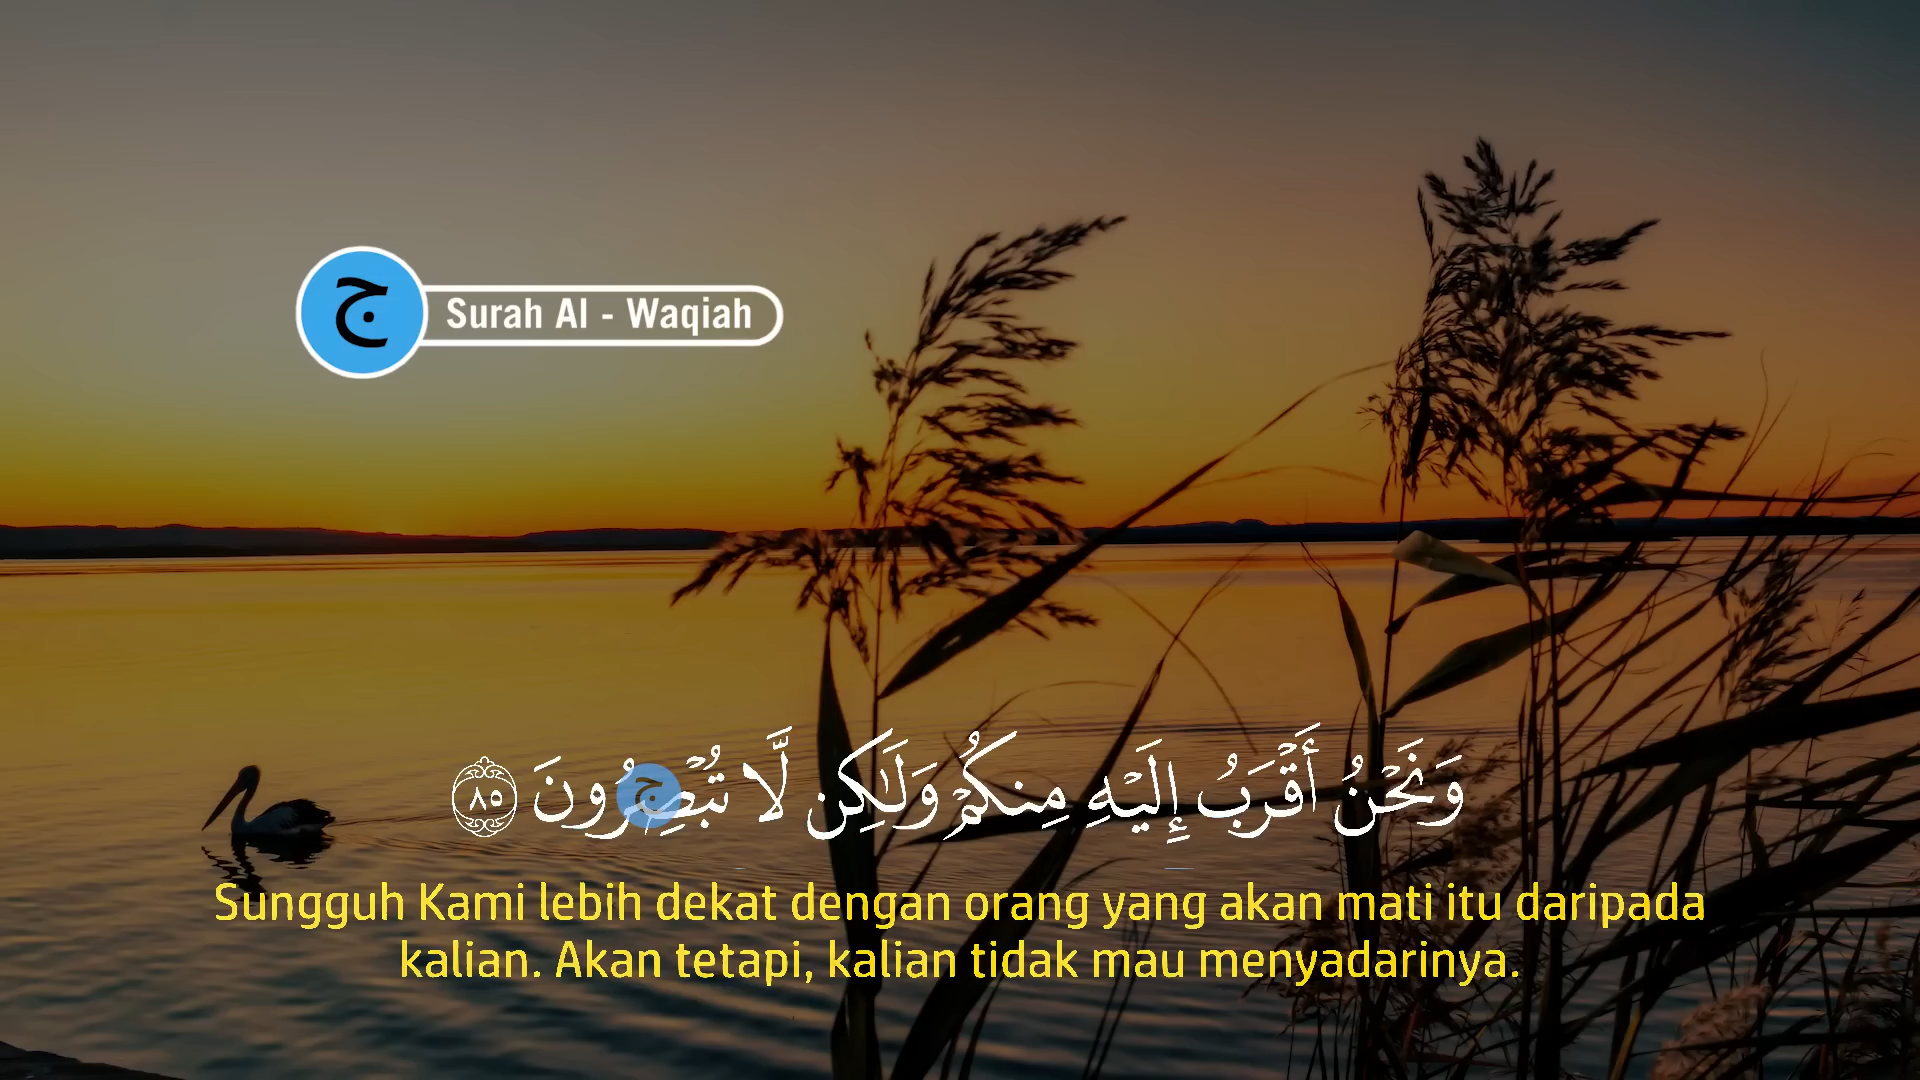 ج
Surah Al - Waqiah
وَنَحْنُ أَقْرَبُ إِلَيْهِ مِنكُمْ وَلَٰكِن لَّا تُبْصِرُونَ ٨٥
ج
Sungguh Kami lebih dekat dengan orang yang akan mati itu daripada
kalian. Akan tetapi, kalian tidak mau menyadarinya.